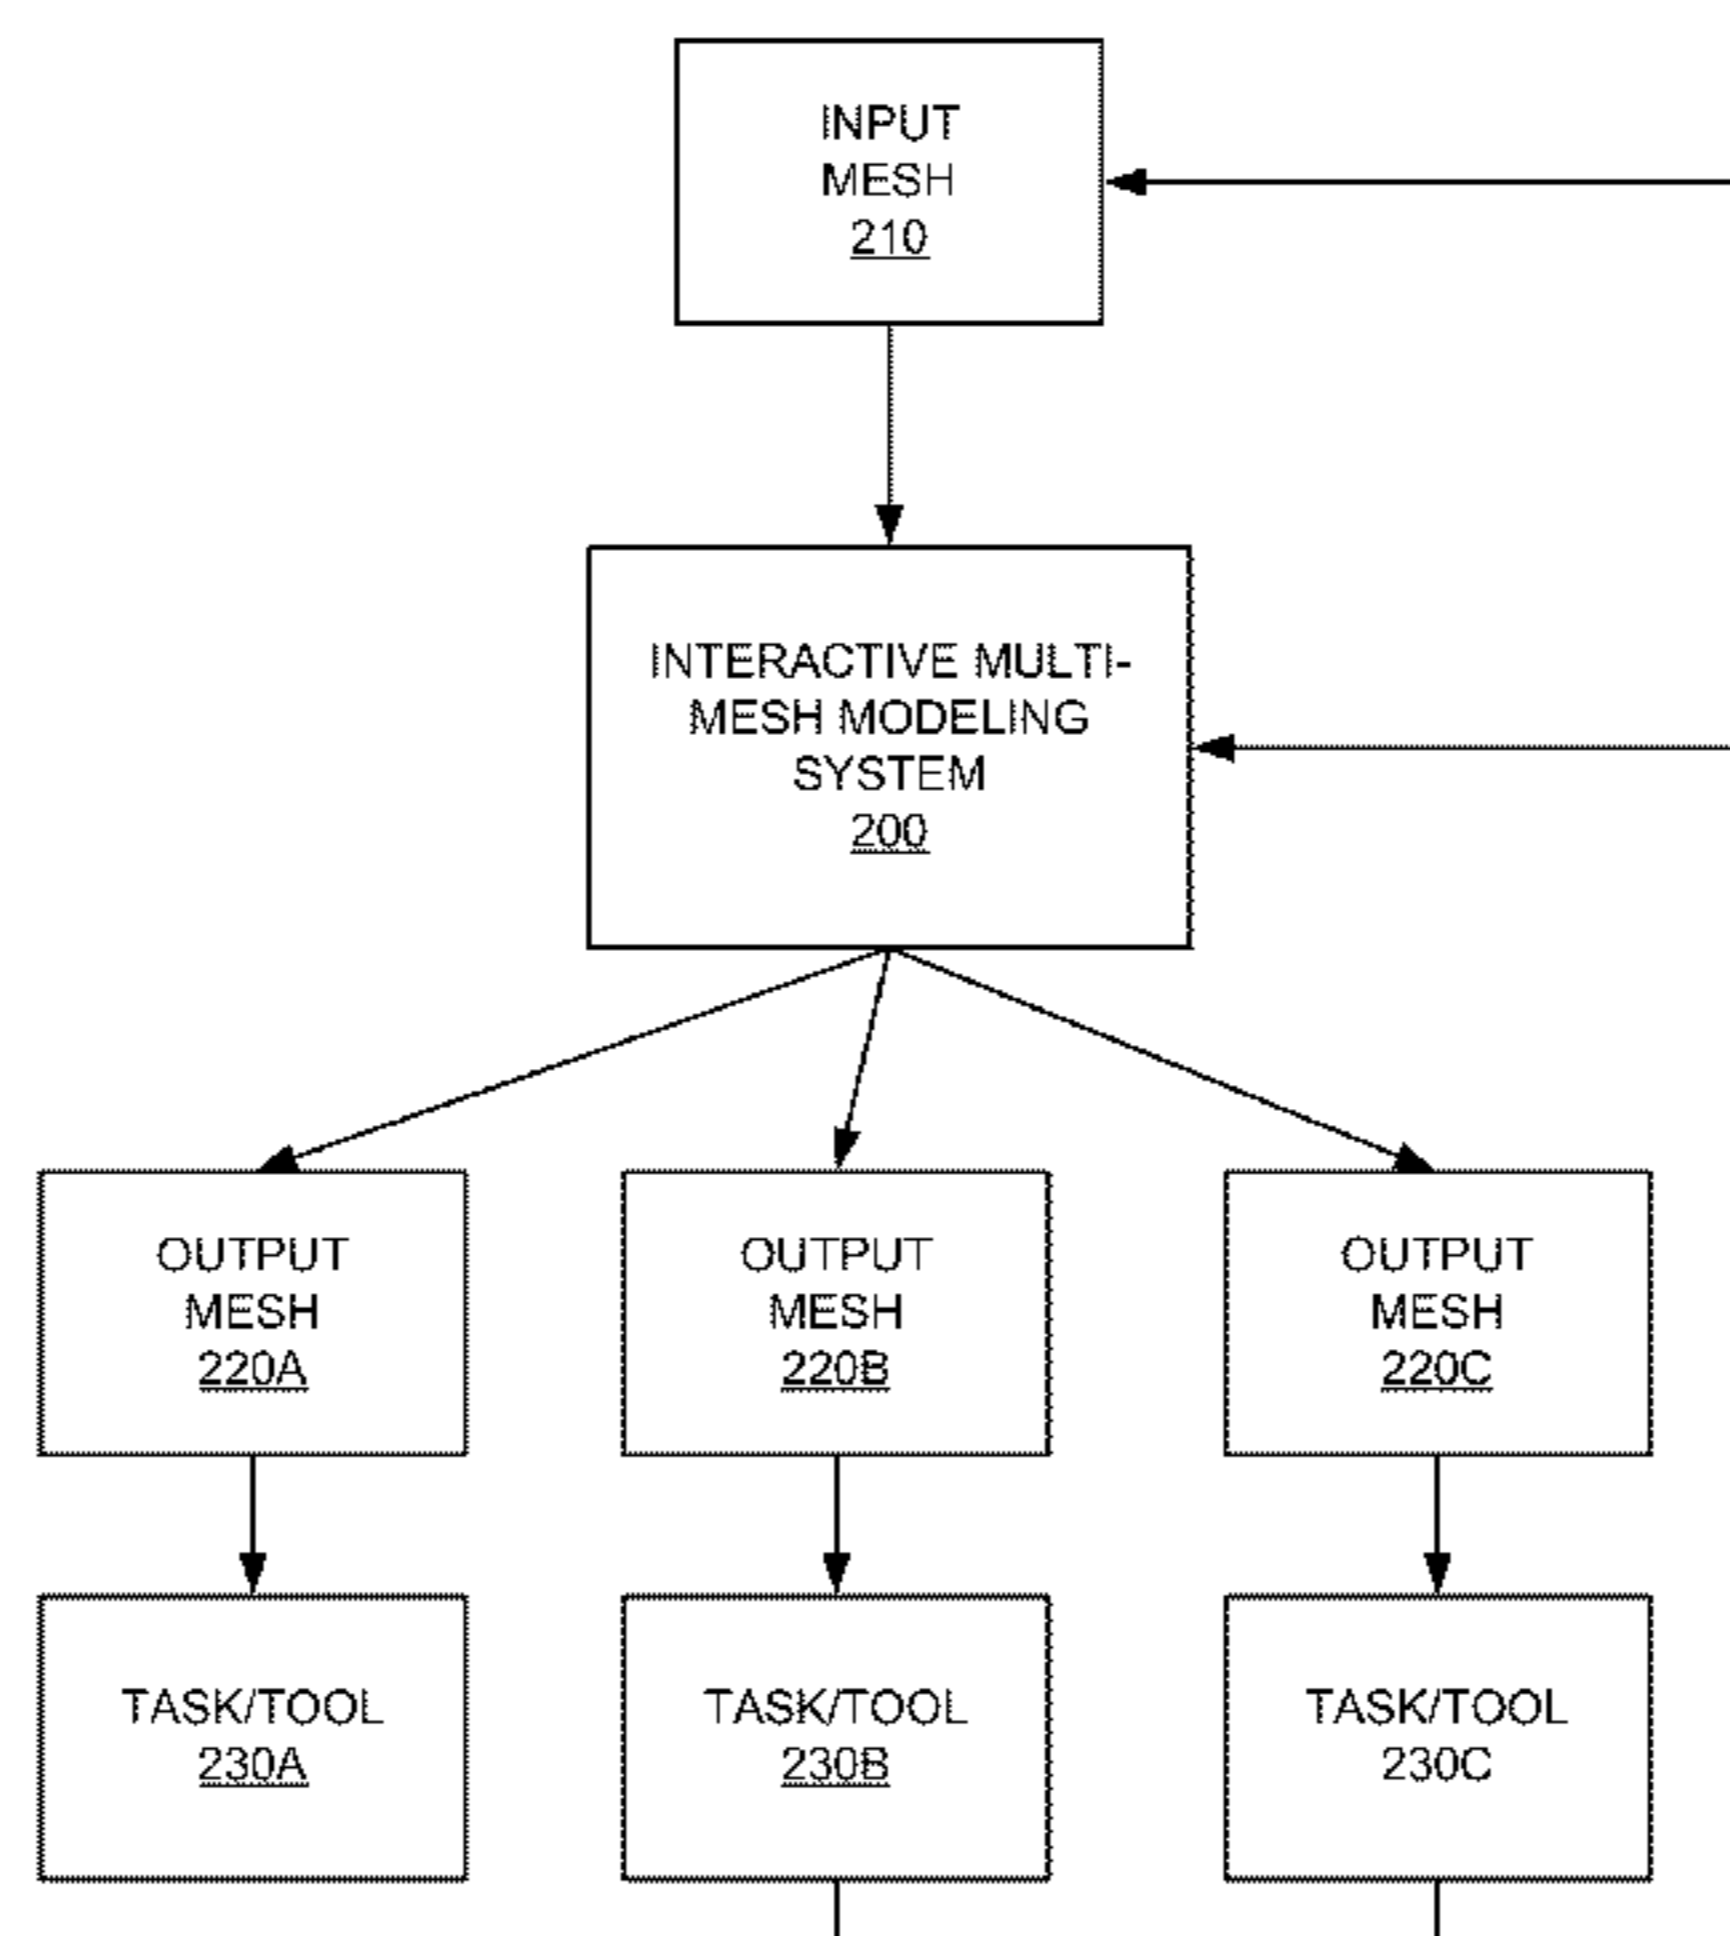 INPUT
MESH
210
INTERACTIVE MULTI-
MESH MODELING
SYSTEM
200
OUTPUT
MESH
220A
OUTPUT
MESH
220B
OUTPUT
MESH
220C
TASK/TOOL
230A
TASK/TOOL
230B
TASK/TOOL
230C